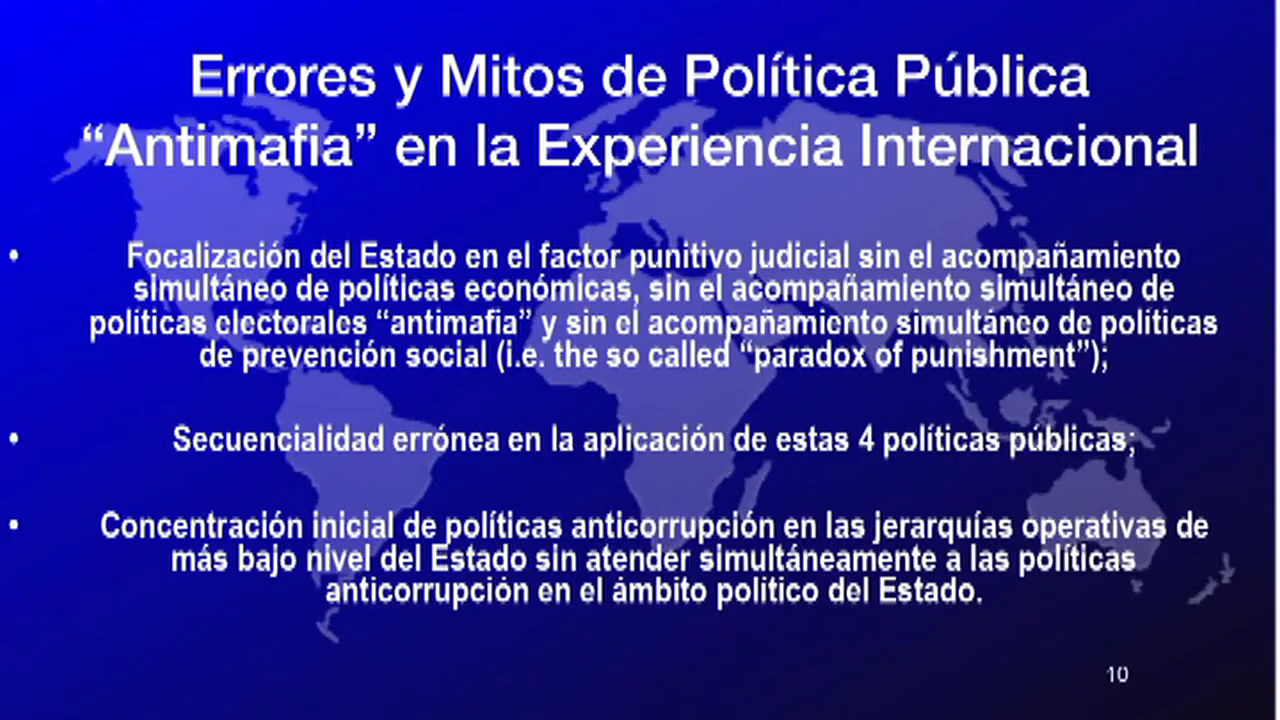 Errores y Mitos de Política Pública
“Antimafia” en la Experiencia Internacional
• Focalización del Estado en el factor punitivo judicial sin el acompañamiento
simultáneo de políticas económicas, sin el acompañamiento simultáneo de
políticas electorales “antimafia” y sin el acompañamiento simultáneo de políticas
de prevención social (i.e. the so called “paradox of punishment”);
• Secuencialidad errónea en la aplicación de estas 4 políticas públicas;
• Concentración inicial de políticas anticorrupción en las jerarquías operativas de
más bajo nivel del Estado sin atender simultáneamente a las políticas
anticorrupción en el ámbito político del Estado.
10